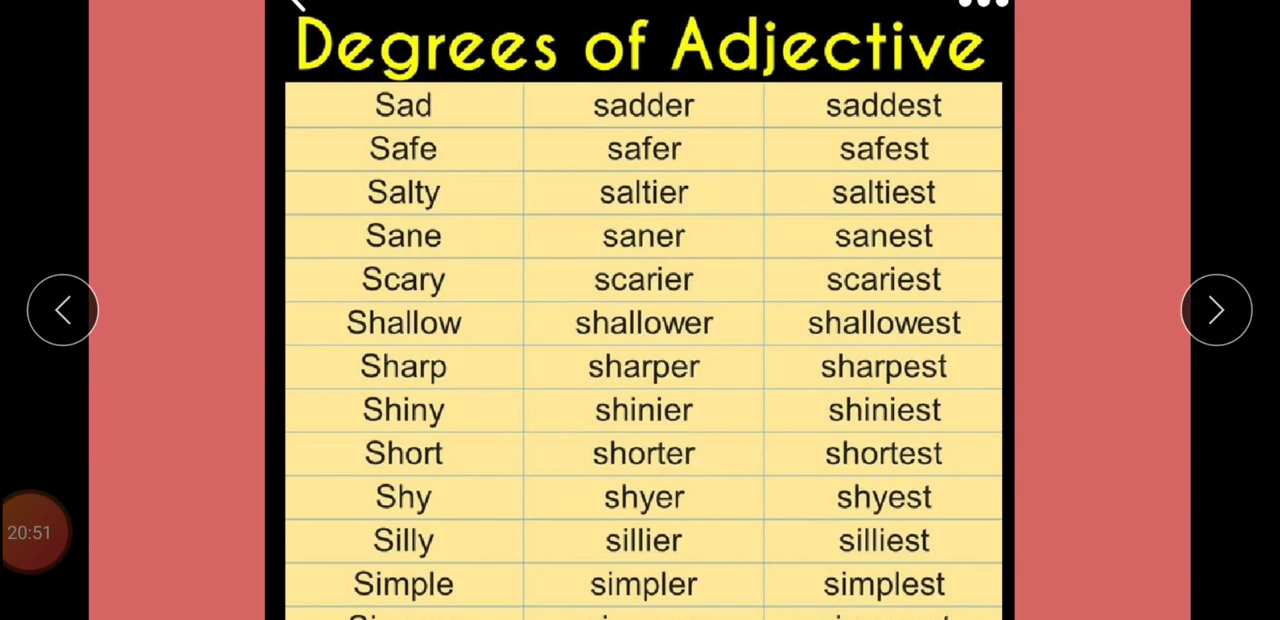 Degrees of Adjective
Sad sadder saddest
Safe safer safest
Salty saltier saltiest
Sane saner sanest
Scary scarier scariest
Shallow shallower shallowest
Sharp sharper sharpest
Shiny shinier shiniest
Short shorter shortest
Shy shyer shyest
Silly sillier silliest
Simple simpler simplest
20:51